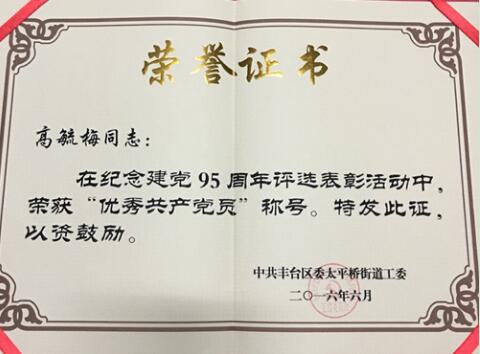 荣誉证书
高毓梅同志：
在纪念建党95周年评选表彰活动中，
荣获“优秀共产党员”称号。特发此证，
以资鼓励。
中共丰台区委太平桥街道工委
二〇一六年六月